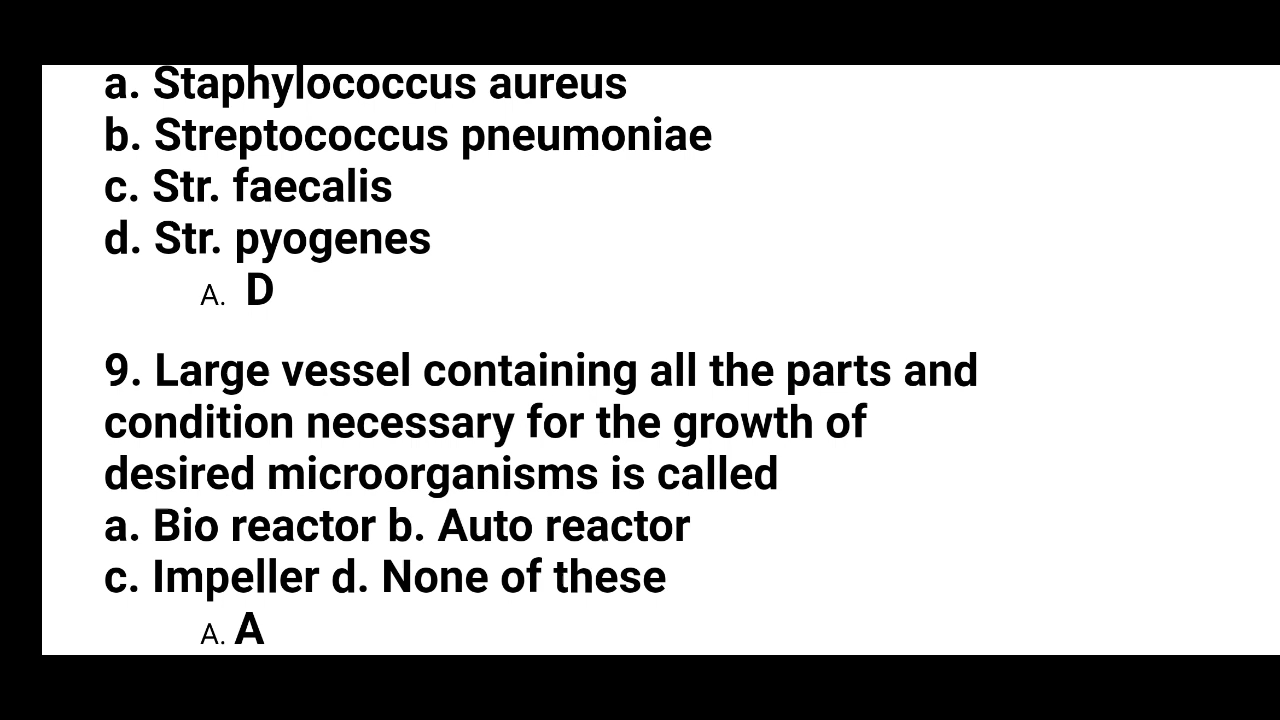 a. Staphylococcus aureus
b. Streptococcus pneumoniae
c. Str. faecalis
d. Str. pyogenes
A. D
9. Large vessel containing all the parts and
condition necessary for the growth of
desired microorganisms is called
a. Bio reactor b. Auto reactor
c. Impeller d. None of these
A. A